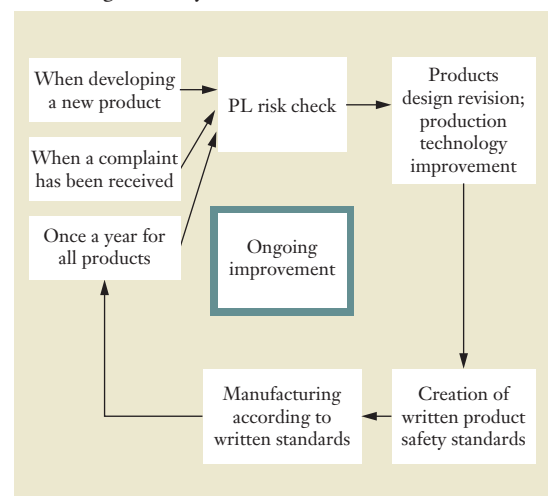 When developing
a new product
PL risk check
Products
design revision;
production
technology
improvement
When a complaint
has been received
Once a year for
all products
Ongoing
improvement
Manufacturing
according to
written standards
Creation of
written product
safety standards